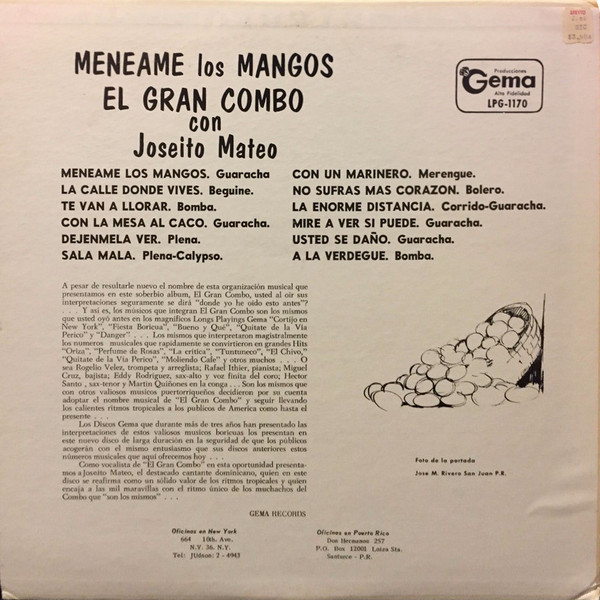 MENEAME los MANGOS
EL GRAN COMBO
con
Joseito Mateo
Producciones
Gema
Alta Fidelidad
LPG-1170
MENEAME LOS MANGOS. Guaracha
LA CALLE DONDE VIVES. Beguine.
TE VAN A LLORAR. Bomba.
CON LA MESA AL CACO. Guaracha.
DEJENMELA VER. Plena.
SALA MALA. Plena-Calypso.
CON UN MARINERO. Merengue.
NO SUFRAS MAS CORAZON. Bolero.
LA ENORME DISTANCIA. Corrido-Guaracha.
MIRE A VER SI PUEDE. Guaracha.
USTED SE DAÑO. Guaracha.
A LA VERDEGUE. Bomba.
A pesar de resultarle nuevo el nombre de esta organización musical que
presentamos en este soberbio album, El Gran Combo, usted al oir sus
interpretaciones seguramente se dirá "donde yo he oido esto antes"?
. . . Y asi es, los músicos que integran El Gran Combo son los mismos
que usted oyó antes en los magnificos Longs Playings Gema "Cortijo en
New York", "Fiesta Boricua", "Bueno y Qué", "Quitate de la Via
Perico" y "Danger" . . . Los mismos que interpretaron magistralmente
los numeros musicales que rapidamente se convirtieron en grandes Hits
"Oriza", "Perfume de Rosas", "La critica", "Tuntuneco", "El Chivo,"
"Quitate de la Via Perico", "Moliendo Cafe" y otros muchos . . . O
sea Rogelio Velez, trompeta y arreglista; Rafael Ithier, pianista; Miguel
Cruz, bajista; Eddy Rodriguez, sax-alto y voz finita del coro; Hector
Santo , sax-tenor y Martin Quiñones en la conga . . . Son los mismos que
con otros valiosos musicos puertorriqueños decidieron por su cuenta
adoptar el nombre musical de "El Gran Combo" y seguir llevando
los calientes ritmos tropicales a los publicos de America como hasta el
presente . . .
Los Discos Gema que durante más de tres años han presentado las
interpretaciones de estos valiosos musicos boricuas los presentan en
este nuevo disco de larga duración en la seguridad de que los públicos
acogerán con el mismo entusiasmo que sus discos anteriores estos
números musicales que aqui ofrecemos hoy . . .
Como vocalista de "El Gran Combo" en esta oportunidad presenta-
mos a Joseito Mateo, el destacado cantante dominicano, quien en este
disco se reafirma como un sólido valor de los ritmos tropicales y quien
encaja a las mil maravillas con el ritmo único de los muchachos del
Combo que "son los mismos" . . .
GEMA RECORDS
Foto de la portada
Jose M. Rivera San Juan P.R.
Oficinas en New York
664 10th. Ave.
N.Y. 36. N.Y.
Tel: JUdson: 2 - 4943
Oficinas en Puerto Rico
Dos Hermanos 257
P.O. Box 12001 Loiza Sta.
Santurce - P.R.